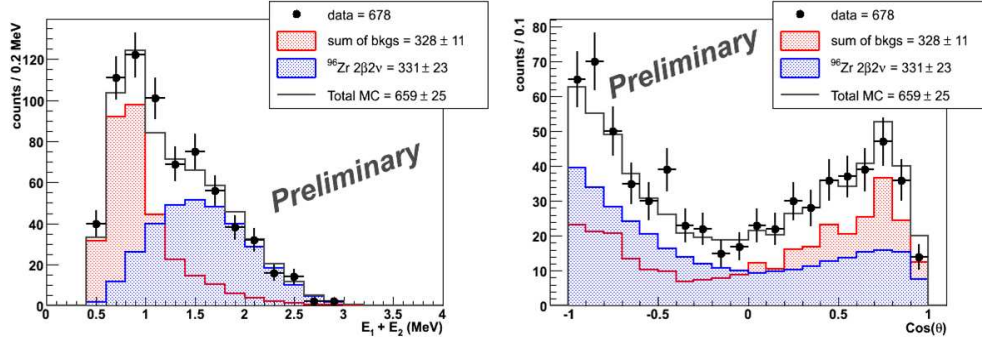 counts / 0.2 MeV
120
100
80
60
40
20
0
0
0.5
1
1.5
2
2.5
3
3.5
4
E₁ + E₂ (MeV)
data = 678
sum of bkgs = 328 ± 11
⁹⁶Zr 2β2ν = 331 ± 23
Total MC = 659 ± 25
Preliminary
counts / 0.1
80
70
60
50
40
30
20
10
0
-1
-0.5
0
0.5
1
Cos(θ)
data = 678
sum of bkgs = 328 ± 11
⁹⁶Zr 2β2ν = 331 ± 23
Total MC = 659 ± 25
Preliminary